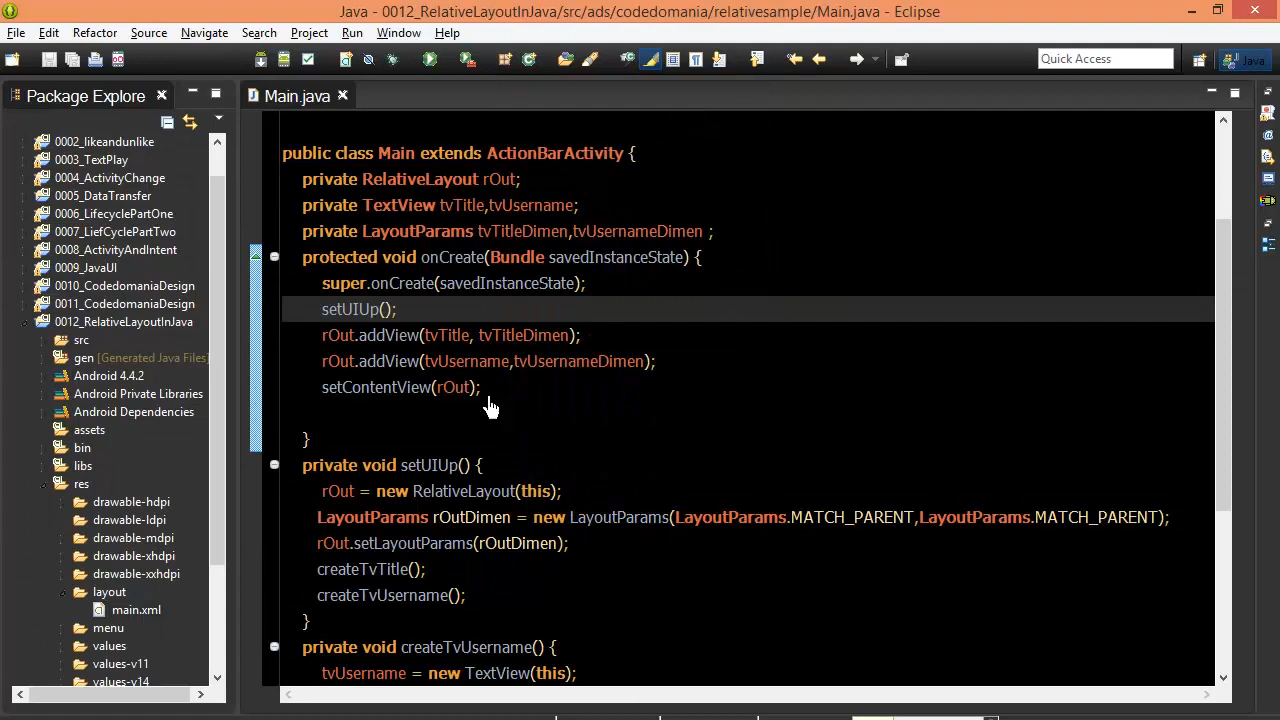 Java - 0012_RelativeLayoutInJava/src/ads/codedomania/relativesample/Main.java - Eclipse
File Edit Refactor Source Navigate Search Project Run Window Help
Quick Access
Java
Package Explore
0002_likeandunlike
0003_TextPlay
0004_ActivityChange
0005_DataTransfer
0006_LifecyclePartOne
0007_LiefCyclePartTwo
0008_ActivityAndIntent
0009_JavaUI
0010_CodedomaniaDesign
0011_CodedomaniaDesign
0012_RelativeLayoutInJava
src
gen [Generated Java Files]
Android 4.4.2
Android Private Libraries
Android Dependencies
assets
bin
libs
res
drawable-hdpi
drawable-ldpi
drawable-mdpi
drawable-xhdpi
drawable-xxhdpi
layout
main.xml
menu
values
values-v11
values-v14
Main.java
public class Main extends ActionBarActivity {
private RelativeLayout rOut;
private TextView tvTitle,tvUsername;
private LayoutParams tvTitleDimen,tvUsernameDimen ;
protected void onCreate(Bundle savedInstanceState) {
super.onCreate(savedInstanceState);
setUIUp();
rOut.addView(tvTitle, tvTitleDimen);
rOut.addView(tvUsername,tvUsernameDimen);
setContentView(rOut);
}
private void setUIUp() {
rOut = new RelativeLayout(this);
LayoutParams rOutDimen = new LayoutParams(LayoutParams.MATCH_PARENT,LayoutParams.MATCH_PARENT);
rOut.setLayoutParams(rOutDimen);
createTvTitle();
createTvUsername();
}
private void createTvUsername() {
tvUsername = new TextView(this);